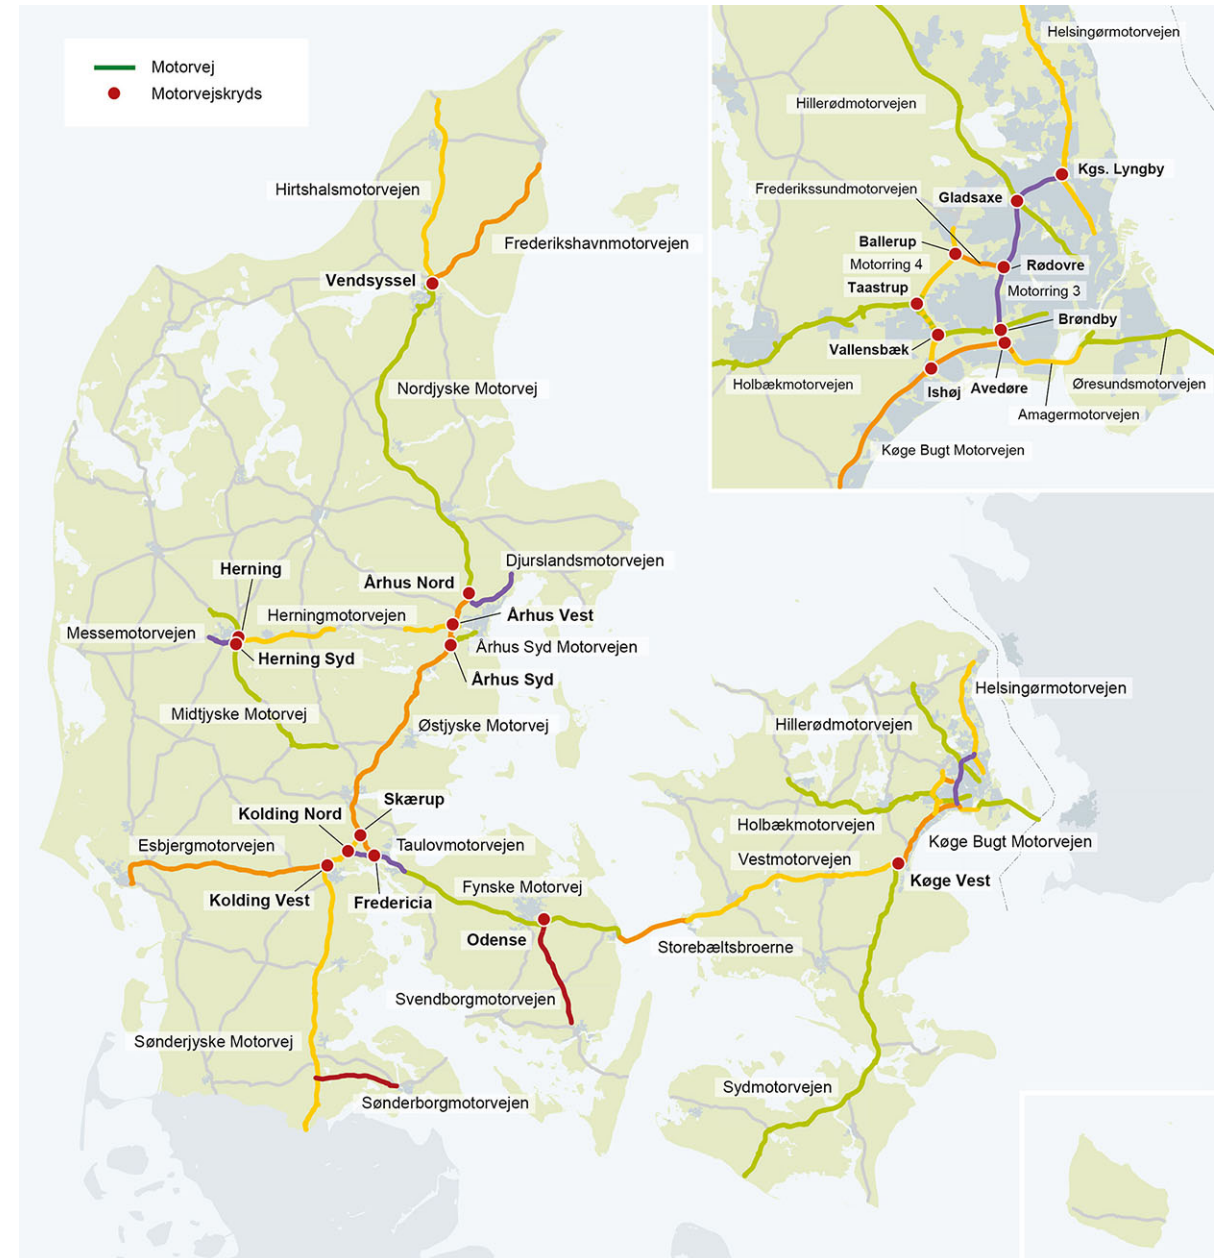 Motorvej
Motorvejskryds
Hirtshalsmotorvejen
Frederikshavnmotorvejen
Vendsyssel
Nordjyske Motorvej
Djurslandsmotorvejen
Århus Nord
Herning
Herningmotorvejen
Århus Vest
Messemotorvejen
Århus Syd Motorvejen
Herning Syd
Århus Syd
Midtjyske Motorvej
Østjyske Motorvej
Skærup
Kolding Nord
Esbjergmotorvejen
Taulovmotorvejen
Fynske Motorvej
Kolding Vest
Fredericia
Odense
Svendborgmotorvejen
Sønderjyske Motorvej
Sønderborgmotorvejen
Storebæltsbroerne
Vestmotorvejen
Holbækmotorvejen
Hillerødmotorvejen
Helsingørmotorvejen
Køge Bugt Motorvejen
Køge Vest
Sydmotorvejen
Helsingørmotorvejen
Hillerødmotorvejen
Kgs. Lyngby
Frederikssundmotorvejen
Gladsaxe
Ballerup
Motorring 4
Rødovre
Taastrup
Motorring 3
Brøndby
Vallensbæk
Holbækmotorvejen
Ishøj
Avedøre
Øresundsmotorvejen
Amagermotorvejen
Køge Bugt Motorvejen